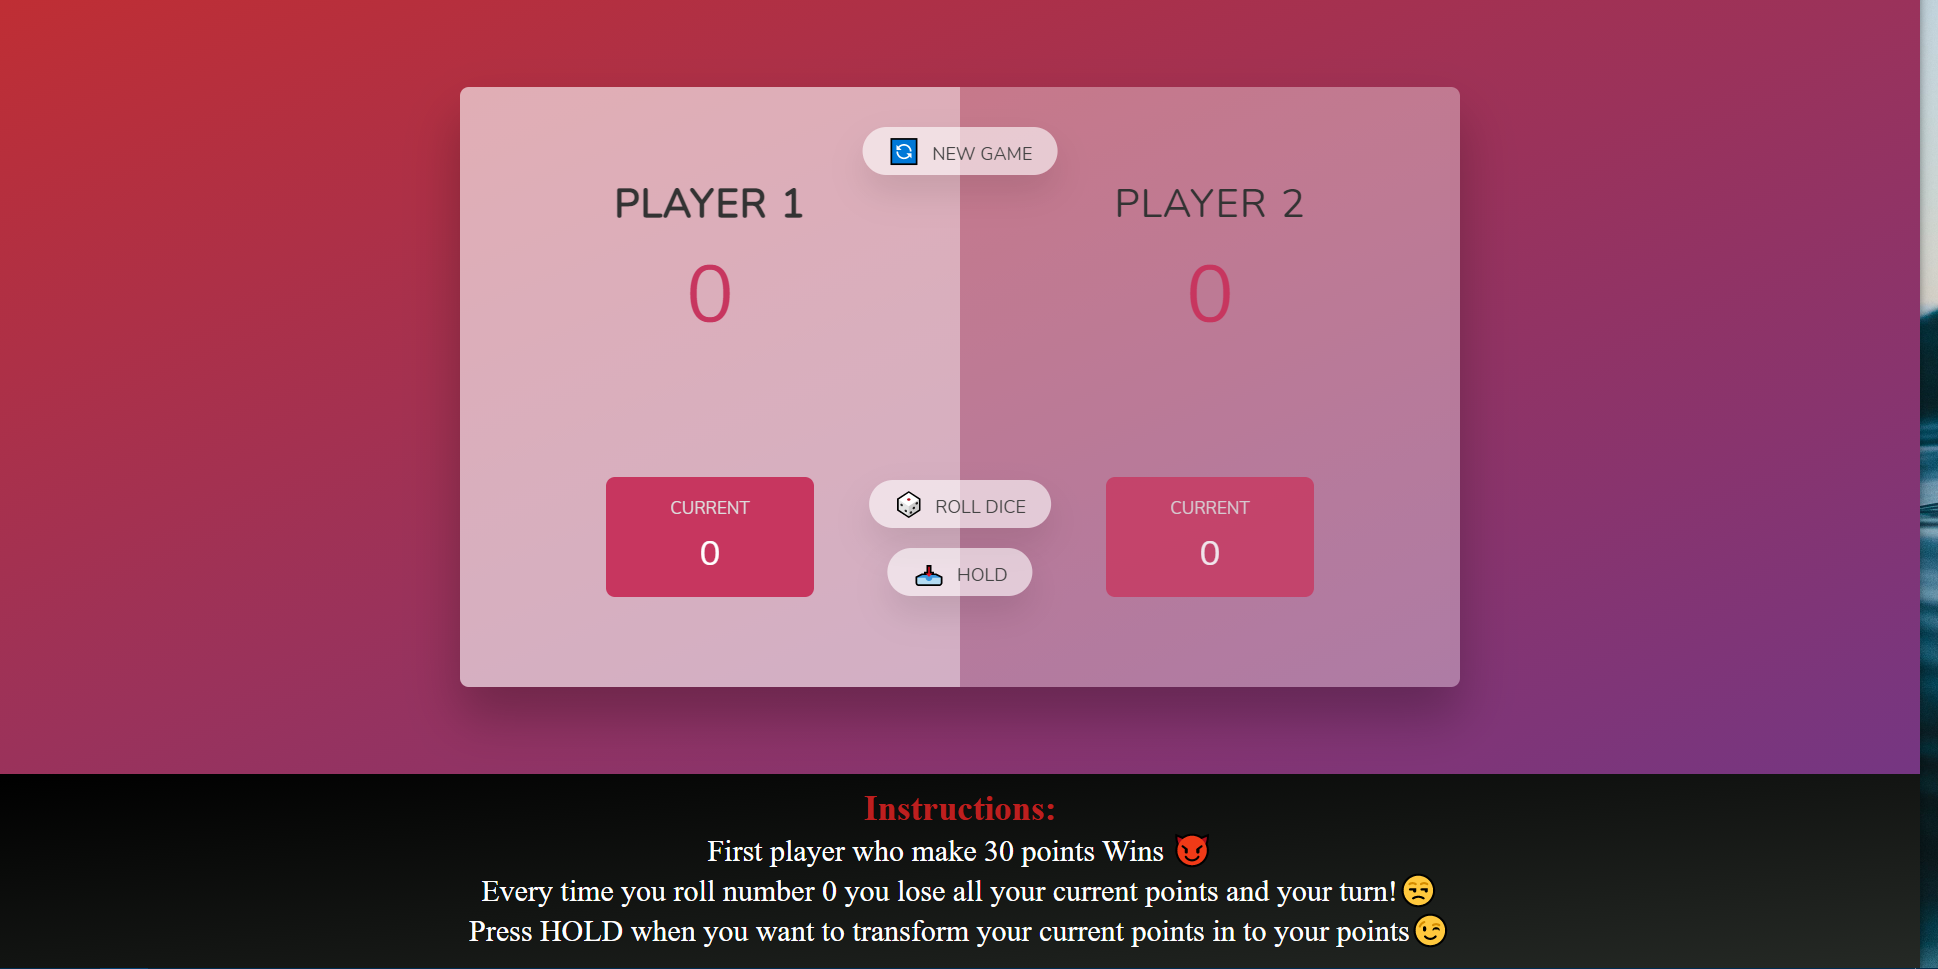 NEW GAME
PLAYER 1
0
CURRENT
0
PLAYER 2
0
CURRENT
0
ROLL DICE
HOLD
Instructions:
First player who make 30 points Wins 😈
Every time you roll number 0 you lose all your current points and your turn!😒
Press HOLD when you want to transform your current points in to your points😉